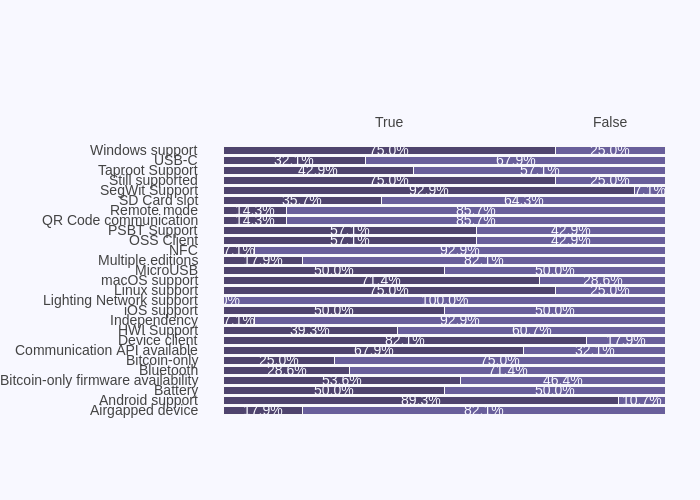 True False
Windows support 75.0% 25.0%
USB-C 32.1% 67.9%
Taproot Support 42.9% 57.1%
Still supported 75.0% 25.0%
SegWit Support 92.9% 7.1%
SD Card slot 35.7% 64.3%
Remote mode 14.3% 85.7%
QR Code communication 14.3% 85.7%
PSBT Support 57.1% 42.9%
OSS Client 57.1% 42.9%
NFC 7.1% 92.9%
Multiple editions 17.9% 82.1%
MicroUSB 50.0% 50.0%
macOS support 71.4% 28.6%
Linux support 75.0% 25.0%
Lighting Network support 0% 100.0%
iOS support 50.0% 50.0%
Independency 7.1% 92.9%
HWI Support 39.3% 60.7%
Device client 82.1% 17.9%
Communication API available 67.9% 32.1%
Bitcoin-only 25.0% 75.0%
Bluetooth 28.6% 71.4%
Bitcoin-only firmware availability 53.6% 46.4%
Battery 50.0% 50.0%
Android support 89.3% 10.7%
Airgapped device 17.9% 82.1%